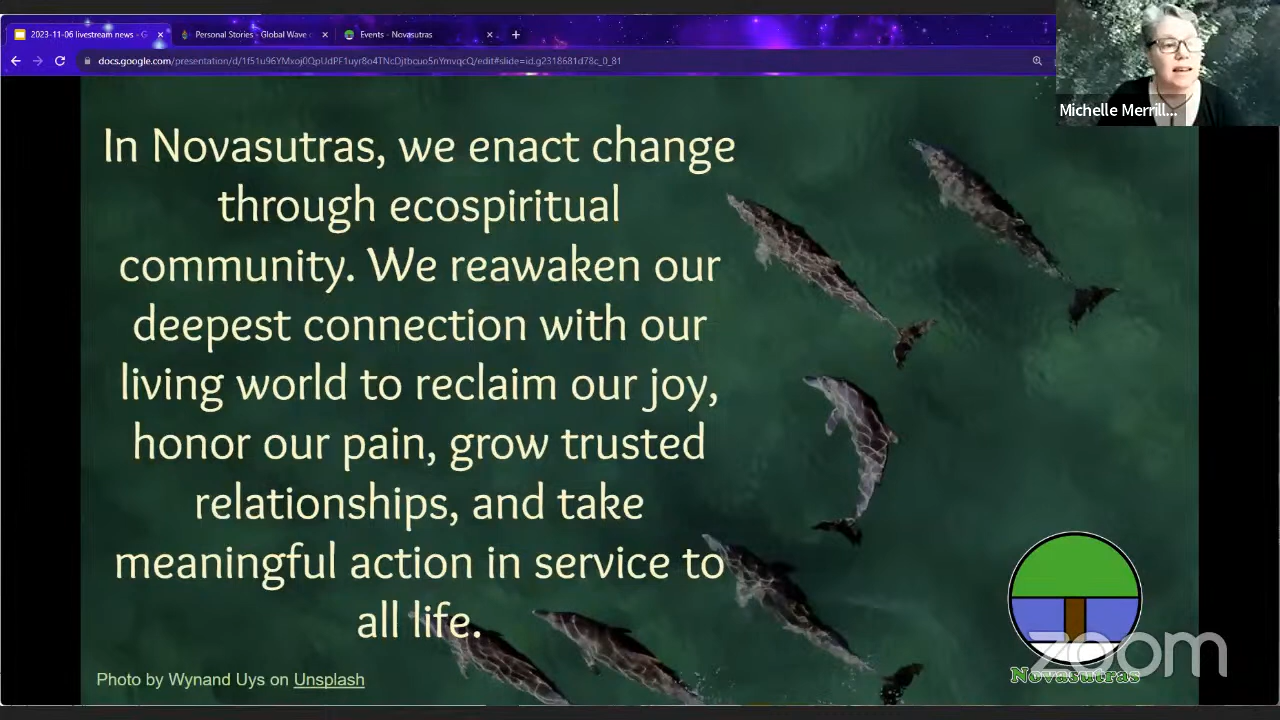 2023-11-06 livestream news - G
Personal Stories - Global Wave
Events - Novasutras
docs.google.com/presentation/d/1f51u96YMxoj0QpUdPF1uyr8o4TNcDjtbcuo5nYmvqcQ/edit#slide=id.g2318681d78c_0_81
Michelle Merrill...
In Novasutras, we enact change
through ecospiritual
community. We reawaken our
deepest connection with our
living world to reclaim our joy,
honor our pain, grow trusted
relationships, and take
meaningful action in service to
all life.
Photo by Wynand Uys on Unsplash
zoom
Novasutras